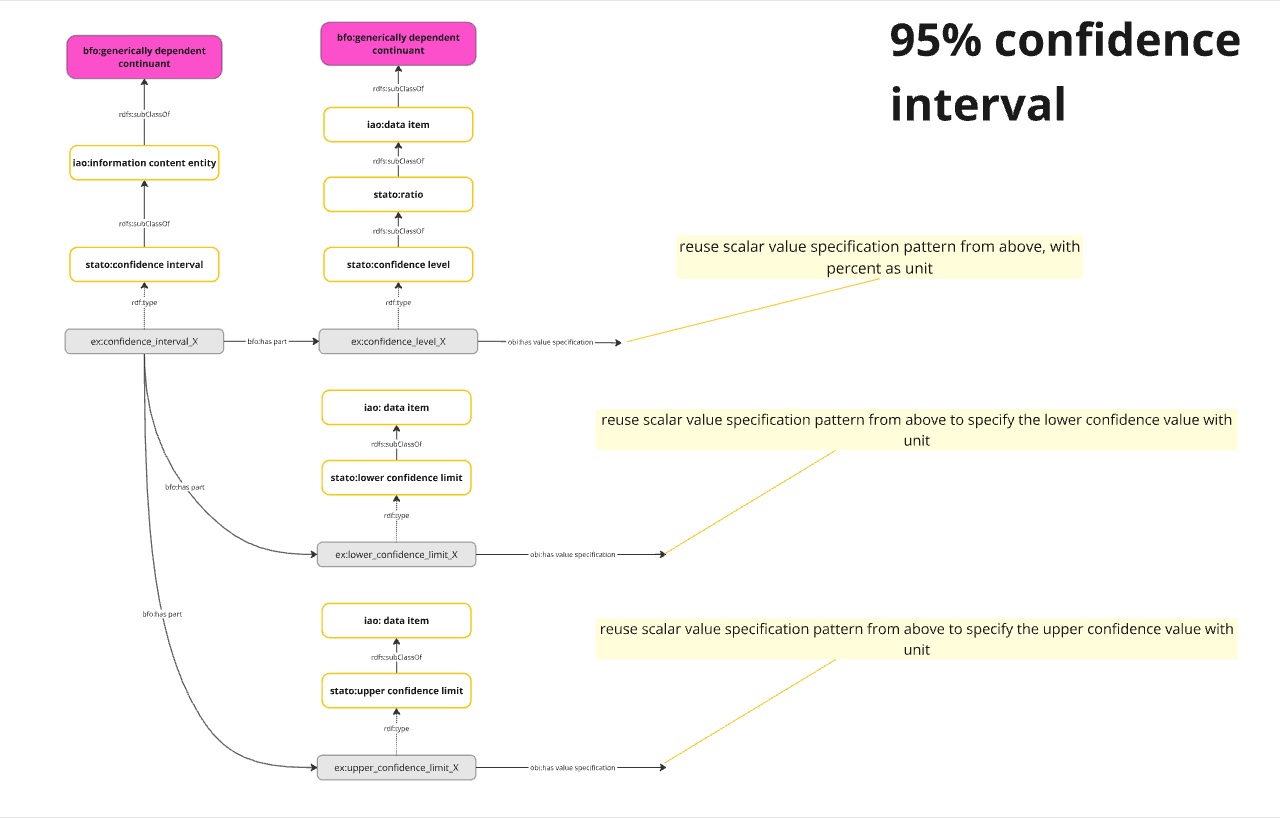 95% confidence
interval
bfo:generically dependent
continuant
rdfs:subClassOf
iao:information content entity
rdfs:subClassOf
stato:confidence interval
rdf:type
ex:confidence_interval_X
bfo:has part
bfo:generically dependent
continuant
rdfs:subClassOf
iao:data item
rdfs:subClassOf
stato:ratio
rdfs:subClassOf
stato:confidence level
rdf:type
ex:confidence_level_X
obi:has value specification
reuse scalar value specification pattern from above, with
percent as unit
bfo:has part
iao: data item
rdfs:subClassOf
stato:lower confidence limit
rdf:type
ex:lower_confidence_limit_X
obi:has value specification
reuse scalar value specification pattern from above to specify the lower confidence value with
unit
bfo:has part
iao: data item
rdfs:subClassOf
stato:upper confidence limit
rdf:type
ex:upper_confidence_limit_X
obi:has value specification
reuse scalar value specification pattern from above to specify the upper confidence value with
unit